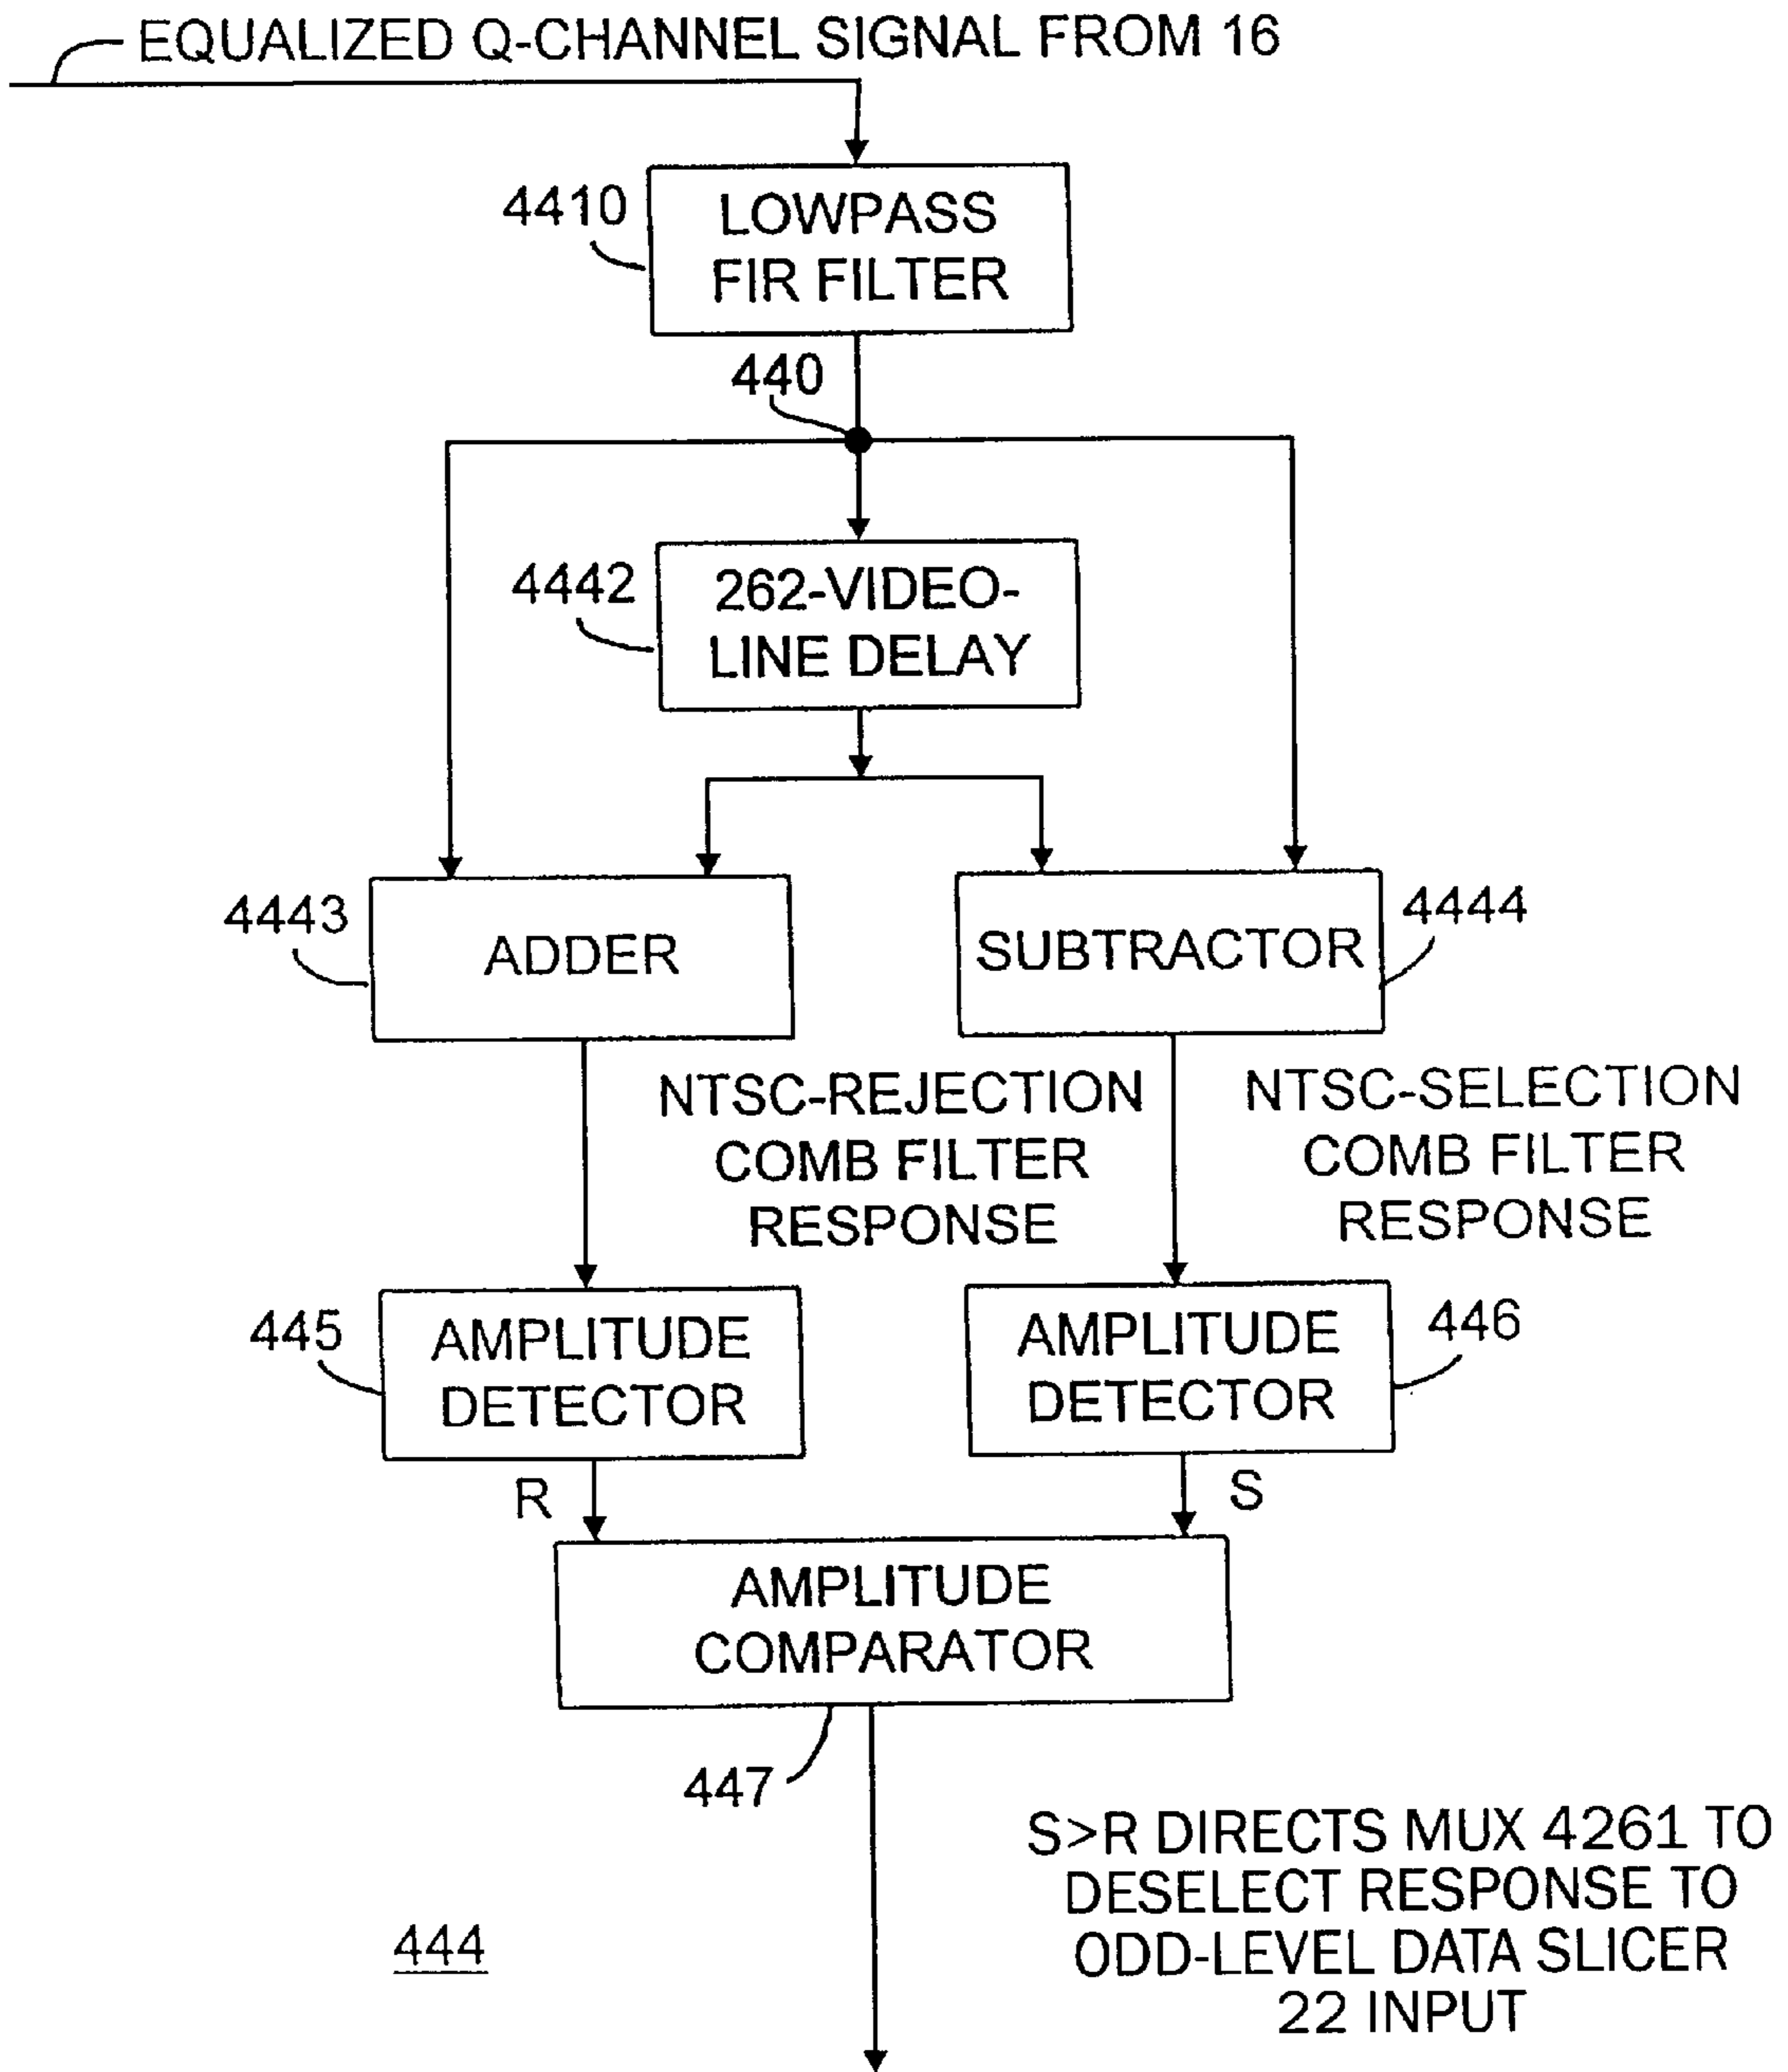 EQUALIZED Q-CHANNEL SIGNAL FROM 16
4410
LOWPASS
FIR FILTER
440
4442
262-VIDEO-
LINE DELAY
4443
ADDER
SUBTRACTOR
4444
NTSC-REJECTION
COMB FILTER
RESPONSE
NTSC-SELECTION
COMB FILTER
RESPONSE
445
AMPLITUDE
DETECTOR
AMPLITUDE
DETECTOR
446
R
S
AMPLITUDE
COMPARATOR
447
S>R DIRECTS MUX 4261 TO
DESELECT RESPONSE TO
ODD-LEVEL DATA SLICER
22 INPUT
444